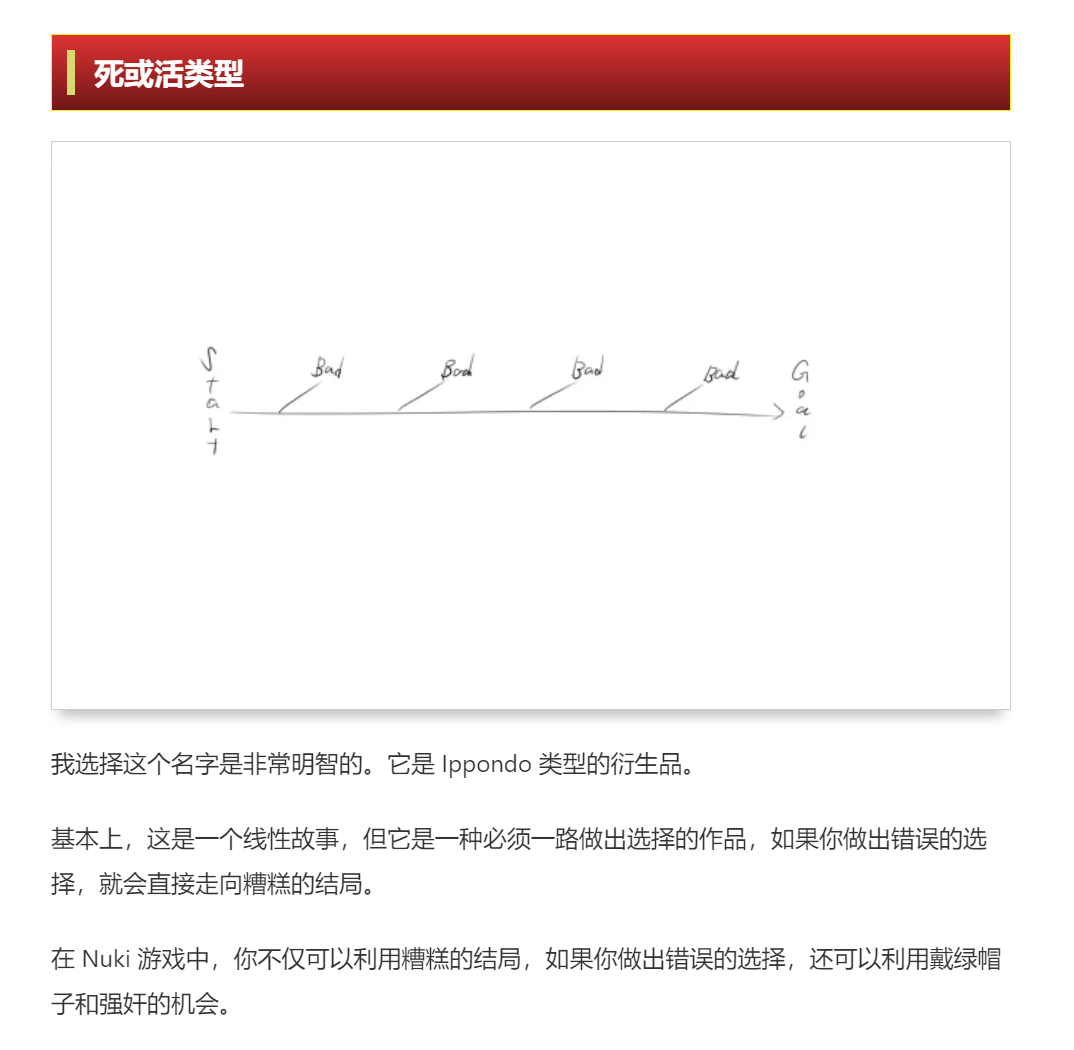 死或活类型
Start
Bad
Bad
Bad
Bad
Goal
我选择这个名字是非常明智的。它是 Ippondo 类型的衍生品。
基本上，这是一个线性故事，但它是一种必须一路做出选择的作品，如果你做出错误的选
择，就会直接走向糟糕的结局。
在 Nuki 游戏中，你不仅可以利用糟糕的结局，如果你做出错误的选择，还可以利用戴绿帽
子和强奸的机会。